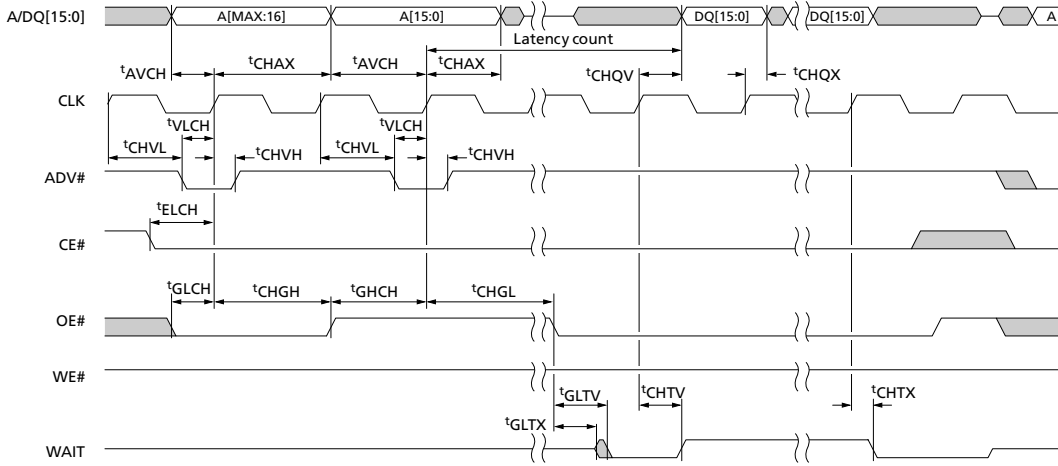 A/DQ[15:0] A[MAX:16] A[15:0] DQ[15:0] DQ[15:0] A
Latency count
tAVCH tCHAX tAVCH tCHAX tCHQV tCHQX
CLK
tVLCH tVLCH
tCHVL tCHVH tCHVL tCHVH
ADV#
tELCH
CE#
tGLCH tCHGH tGHCH tCHGL
OE#
WE#
tGLTV tCHTV tCHTX
tGLTX
WAIT